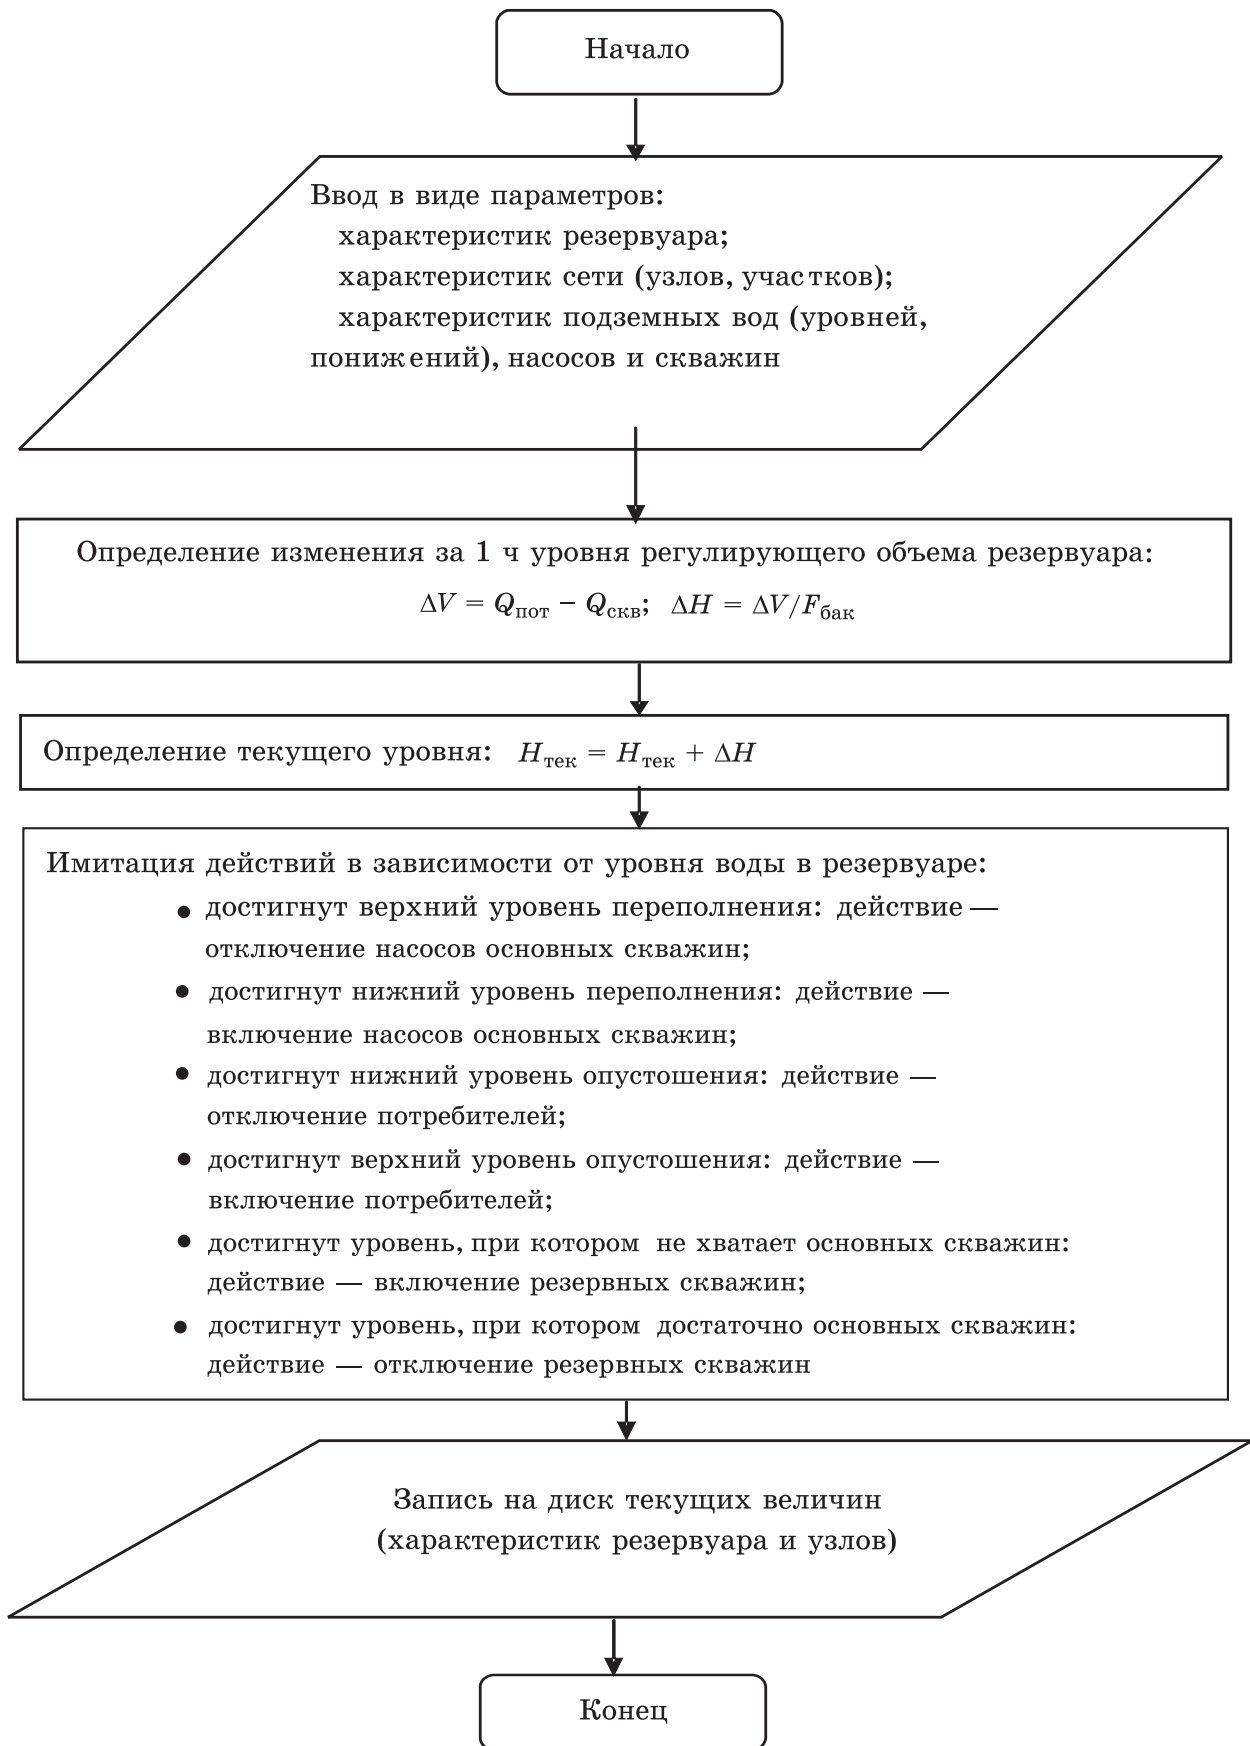 Начало
Ввод в виде параметров:
характеристик резервуара;
характеристик сети (узлов, участков);
характеристик подземных вод (уровней,
понижений), насосов и скважин
Определение изменения за 1 ч уровня регулирующего объема резервуара:
ΔV = Qпот − Qскв; ΔH = ΔV/Fбак
Определение текущего уровня: Hтек = Hтек + ΔH
Имитация действий в зависимости от уровня воды в резервуаре:
• достигнут верхний уровень переполнения: действие —
отключение насосов основных скважин;
• достигнут нижний уровень переполнения: действие —
включение насосов основных скважин;
• достигнут нижний уровень опустошения: действие —
отключение потребителей;
• достигнут верхний уровень опустошения: действие —
включение потребителей;
• достигнут уровень, при котором не хватает основных скважин:
действие — включение резервных скважин;
• достигнут уровень, при котором достаточно основных скважин:
действие — отключение резервных скважин
Запись на диск текущих величин
(характеристик резервуара и узлов)
Конец